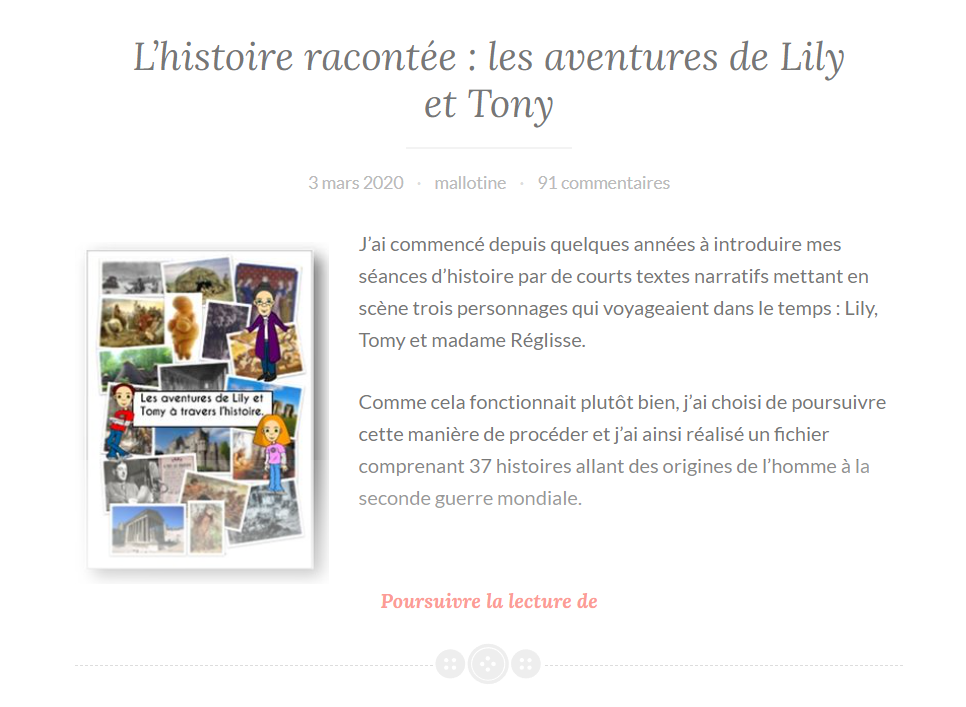 L’histoire racontée : les aventures de Lily
et Tony
3 mars 2020 · mallotine · 91 commentaires
J’ai commencé depuis quelques années à introduire mes
séances d’histoire par de courts textes narratifs mettant en
scène trois personnages qui voyageaient dans le temps : Lily,
Tomy et madame Réglisse.
Les aventures de Lily et
Tomy à travers l’histoire.
Comme cela fonctionnait plutôt bien, j’ai choisi de poursuivre
cette manière de procéder et j’ai ainsi réalisé un fichier
comprenant 37 histoires allant des origines de l’homme à la
seconde guerre mondiale.
Poursuivre la lecture de